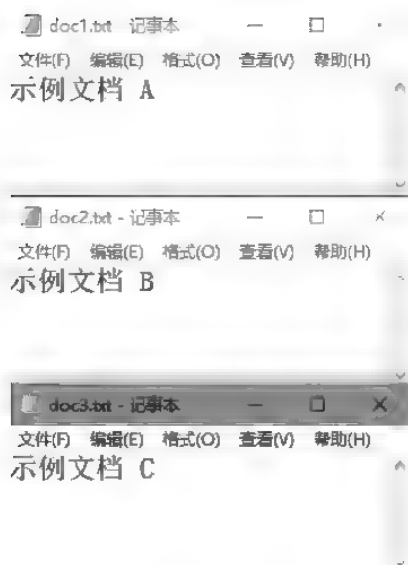 doc1.txt - 记事本
文件(F) 编辑(E) 格式(O) 查看(V) 帮助(H)
示例文档 A
doc2.txt - 记事本
文件(F) 编辑(E) 格式(O) 查看(V) 帮助(H)
示例文档 B
doc3.txt - 记事本
文件(F) 编辑(E) 格式(O) 查看(V) 帮助(H)
示例文档 C